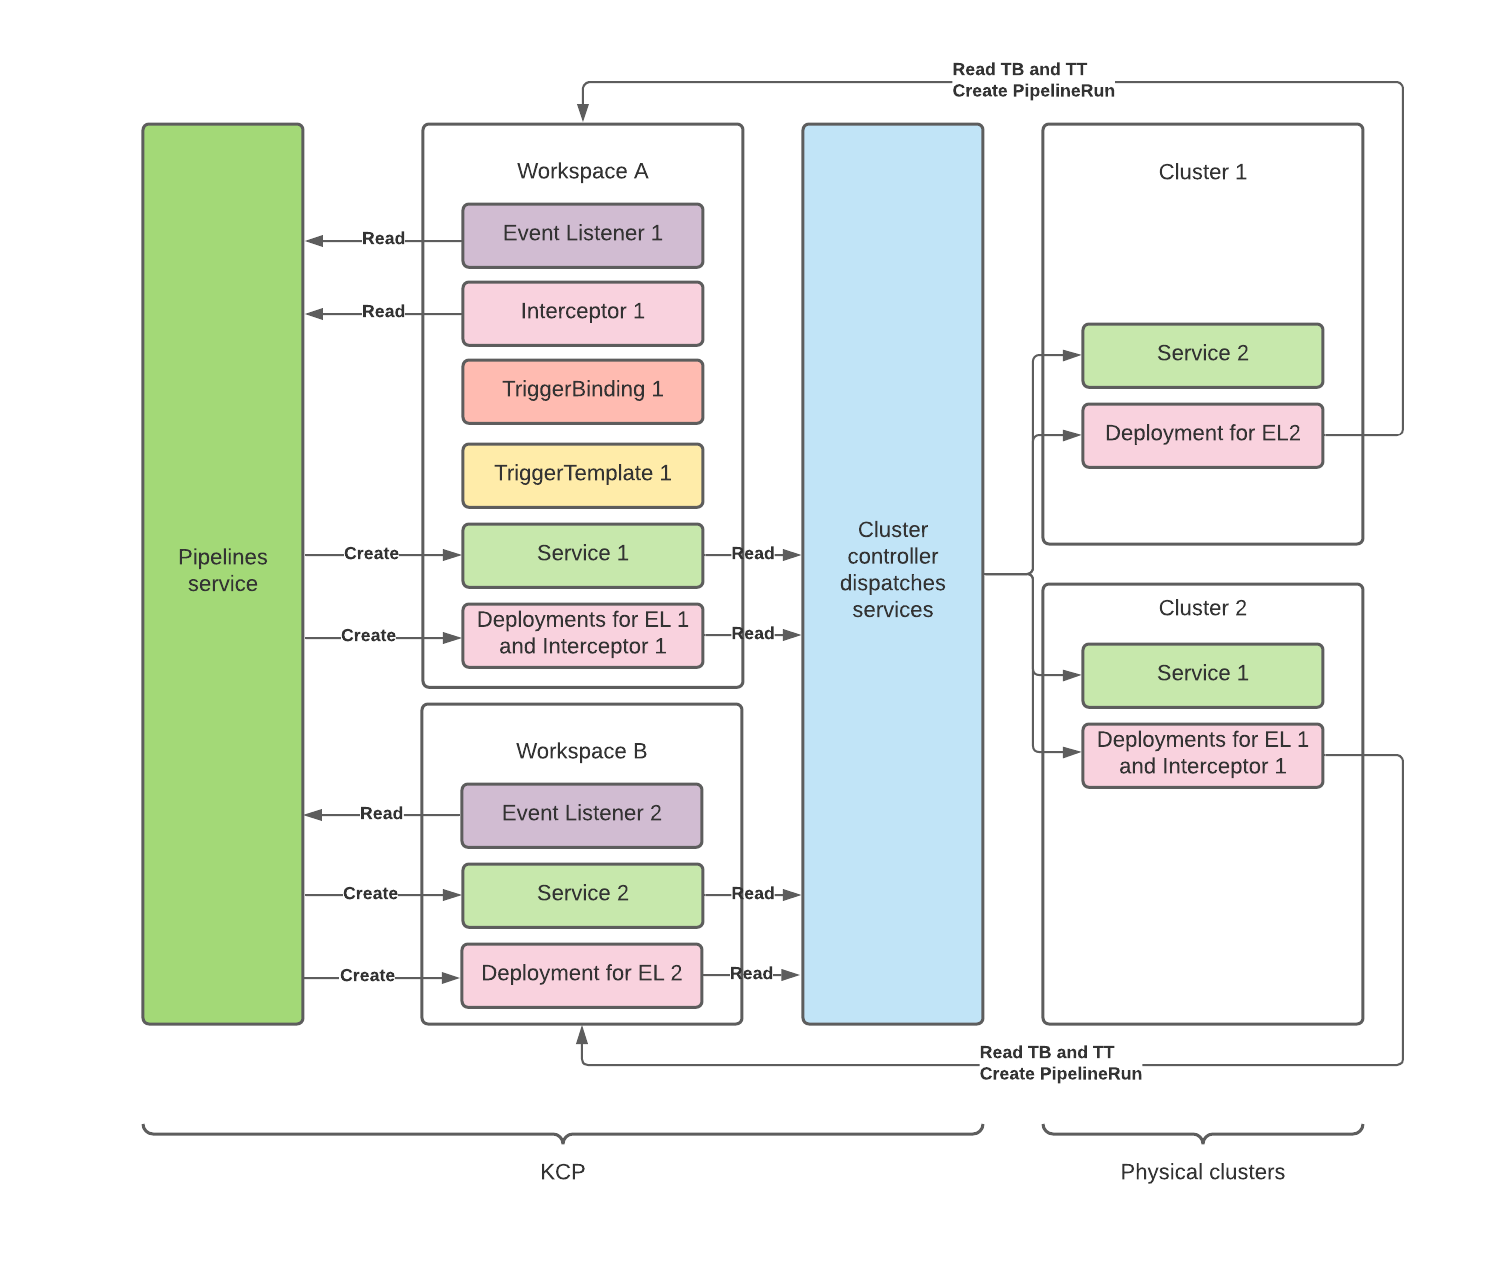 Read TB and TT
Create PipelineRun
Pipelines
service
Workspace A
Event Listener 1
Read
Interceptor 1
Read
TriggerBinding 1
TriggerTemplate 1
Create
Service 1
Read
Create
Deployments for EL 1
and Interceptor 1
Read
Workspace B
Read
Event Listener 2
Create
Service 2
Read
Create
Deployment for EL 2
Read
Cluster
controller
dispatches
services
Cluster 1
Service 2
Deployment for EL2
Cluster 2
Service 1
Deployments for EL 1
and Interceptor 1
Read TB and TT
Create PipelineRun
KCP
Physical clusters